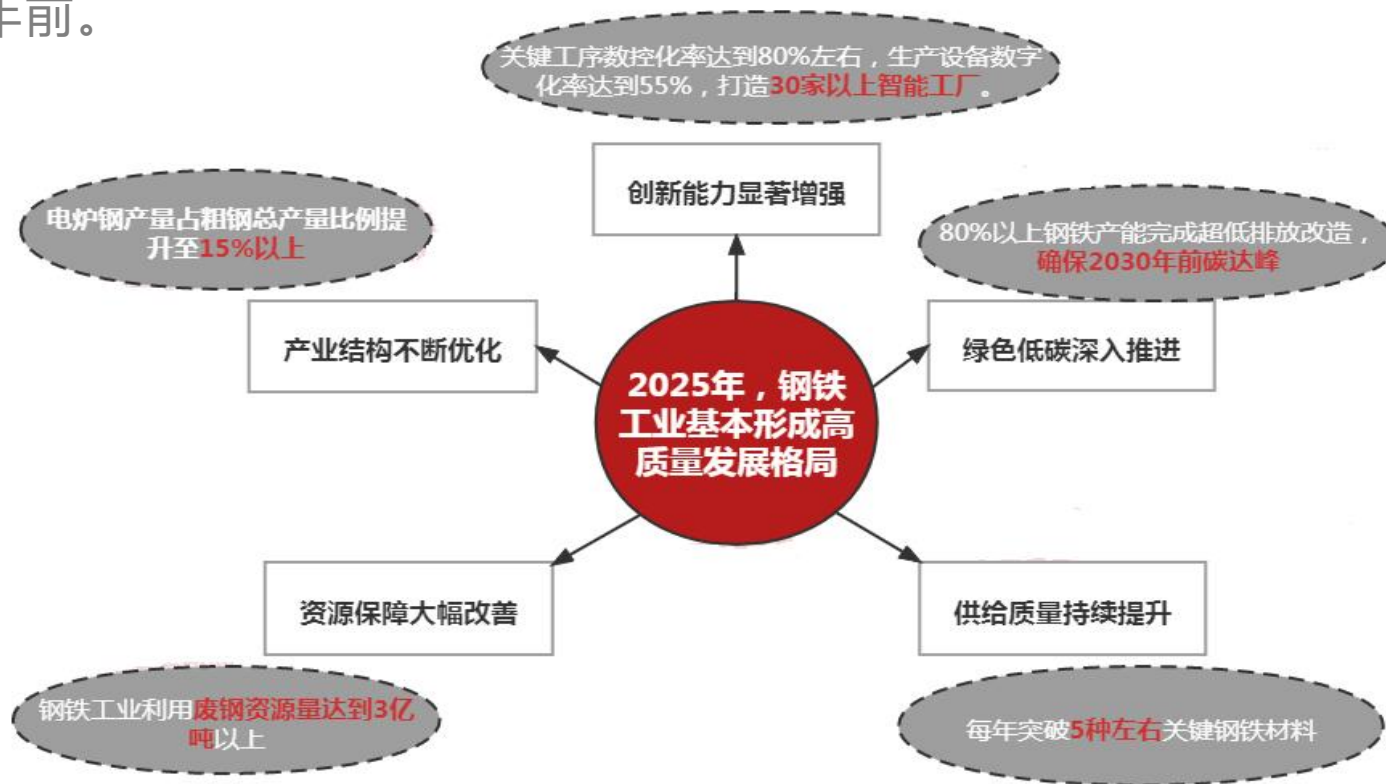 年前。
关键工序数控化率达到80%左右，生产设备数字
化率达到55%，打造30家以上智能工厂。
创新能力显著增强
电炉钢产量占粗钢总产量比例提
升至15%以上
80%以上钢铁产能完成超低排放改造，
确保2030年前碳达峰
产业结构不断优化
绿色低碳深入推进
2025年，钢铁
工业基本形成高
质量发展格局
资源保障大幅改善
供给质量持续提升
钢铁工业利用废钢资源量达到3亿
吨以上
每年突破5种左右关键钢铁材料